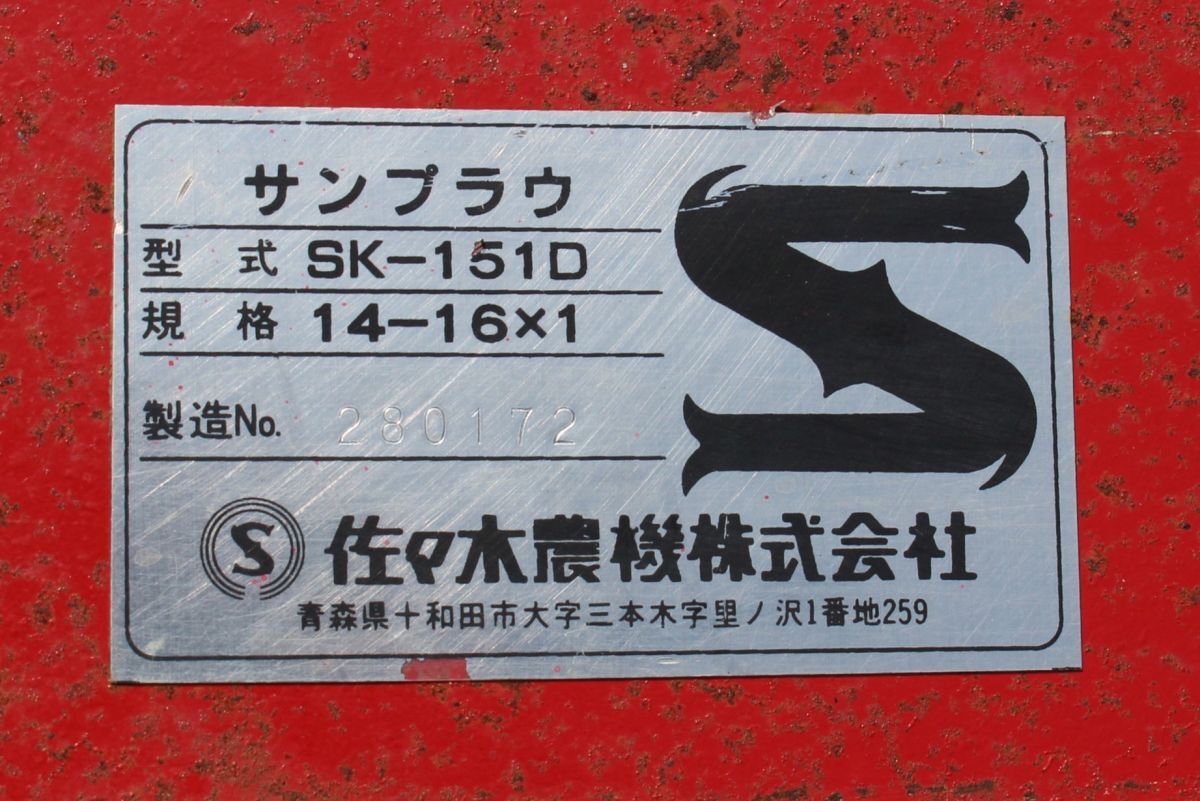 サンプラウ
型式 SK-151D
規格 14-16×1
製造No. 280172
S
S 佐々木農機株式会社
青森県十和田市大字三本木字里ノ沢1番地259